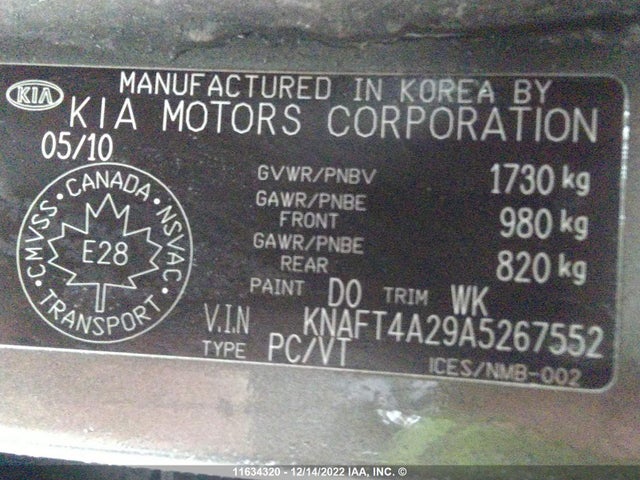 KIA
MANUFACTURED IN KOREA BY
KIA MOTORS CORPORATION
05/10
GVWR/PNBV 1730 kg
GAWR/PNBE FRONT 980 kg
GAWR/PNBE REAR 820 kg
CANADA
CMVSS · NSVAC
E28
TRANSPORT
PAINT D0 TRIM WK
V.I.N KNAFT4A29A5267552
TYPE PC/VT
ICES/NMB-002
11634320 - 12/14/2022 IAA, INC. ©